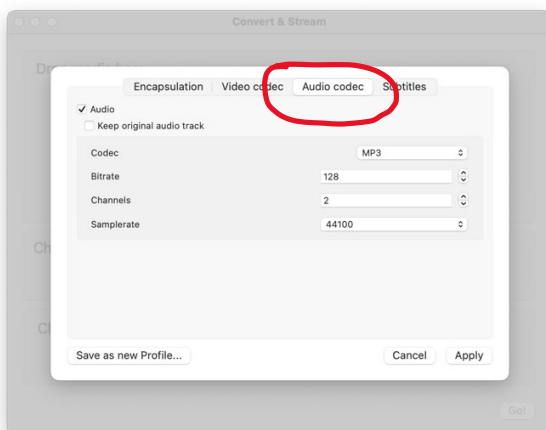 Convert & Stream
Encapsulation Video codec Audio codec Subtitles
Audio
Keep original audio track
Codec MP3
Bitrate 128
Channels 2
Samplerate 44100
Save as new Profile... Cancel Apply
Go!